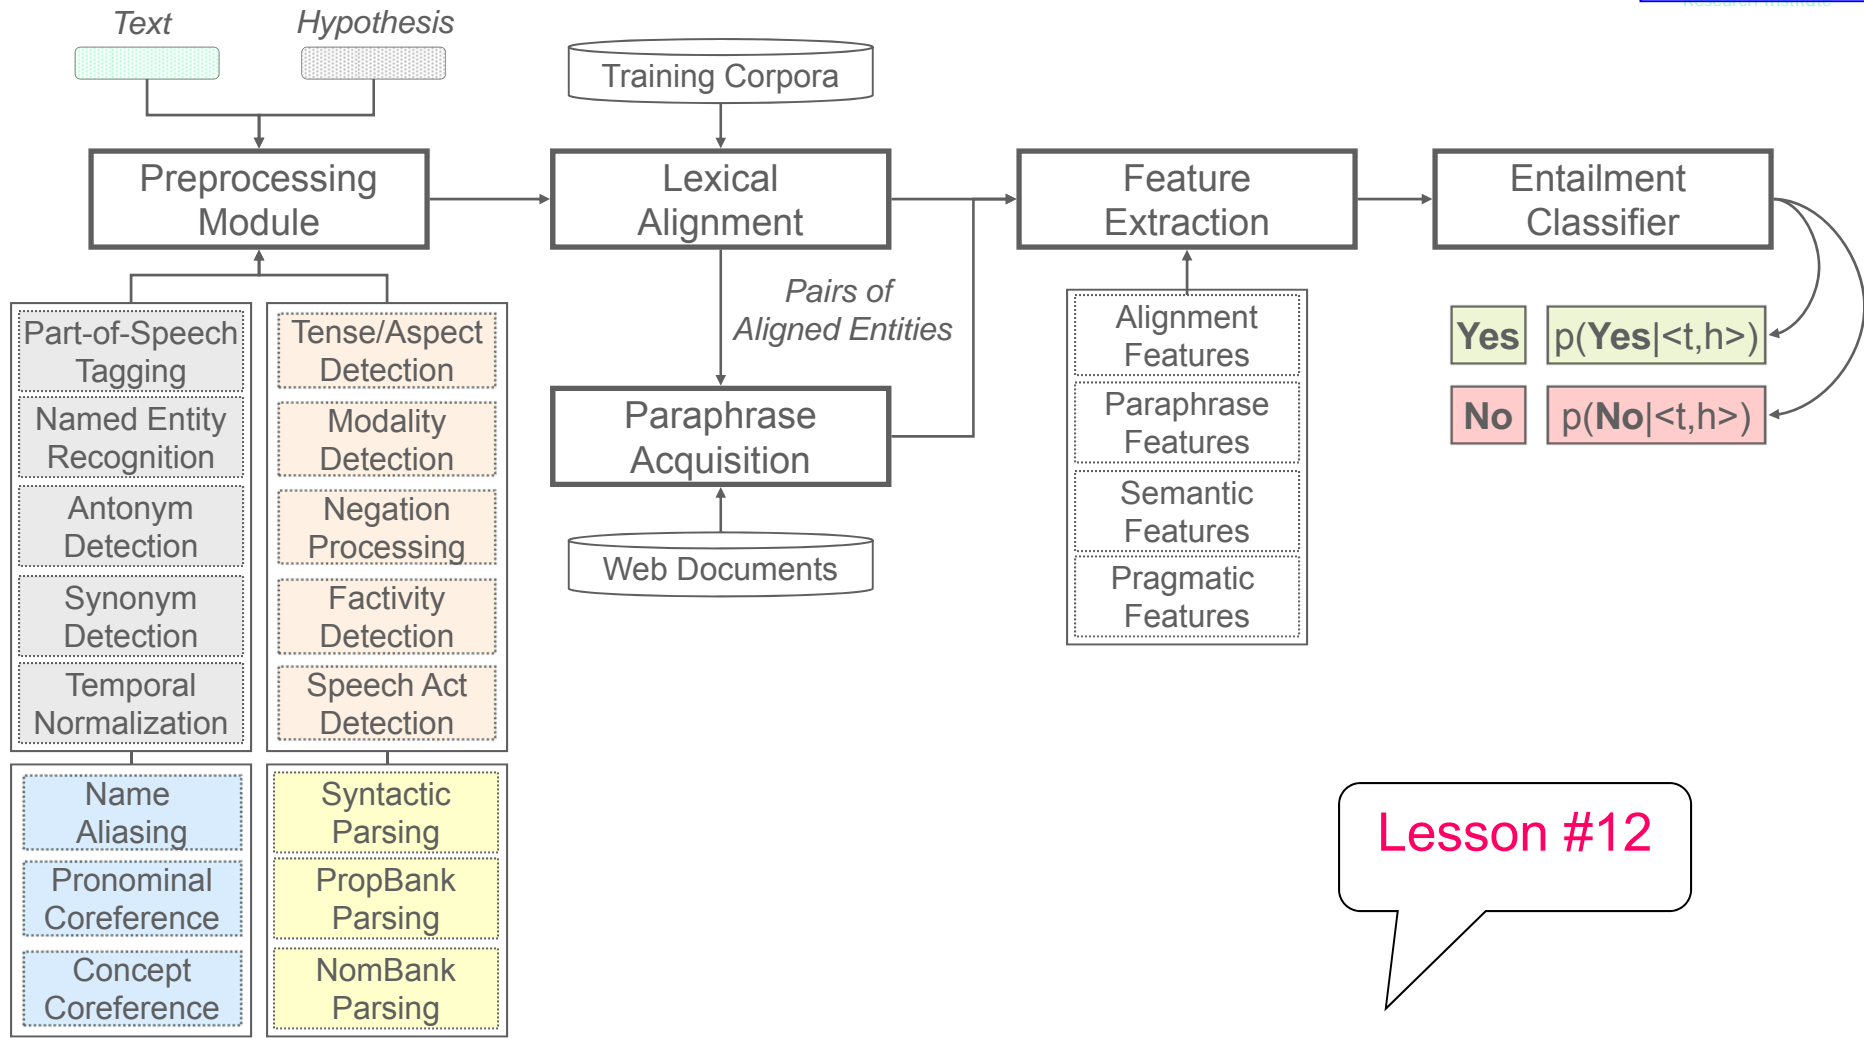 Research Institute
Text
Hypothesis
Training Corpora
Preprocessing
Module
Lexical
Alignment
Feature
Extraction
Entailment
Classifier
Pairs of
Aligned Entities
Paraphrase
Acquisition
Web Documents
Part-of-Speech
Tagging
Named Entity
Recognition
Antonym
Detection
Synonym
Detection
Temporal
Normalization
Tense/Aspect
Detection
Modality
Detection
Negation
Processing
Factivity
Detection
Speech Act
Detection
Name
Aliasing
Pronominal
Coreference
Concept
Coreference
Syntactic
Parsing
PropBank
Parsing
NomBank
Parsing
Alignment
Features
Paraphrase
Features
Semantic
Features
Pragmatic
Features
Yes
p(Yes|<t,h>)
No
p(No|<t,h>)
Lesson #12